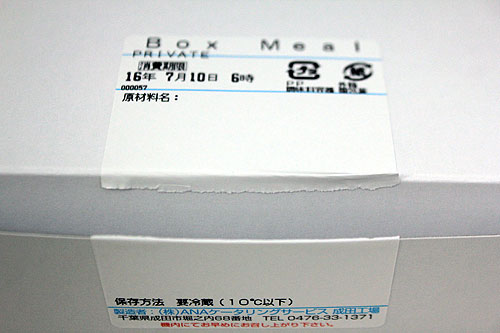 Box Meal
PRIVATE
消費期限
16年 7月10日 6時
000057
PP
原材料名：
保存方法 要冷蔵（10℃以下）
製造者：(株)ANAケータリングサービス 成田工場
千葉県成田市堀之内68番地 TEL 0476-33-1371
機内にてお早めにお召し上がり下さい。